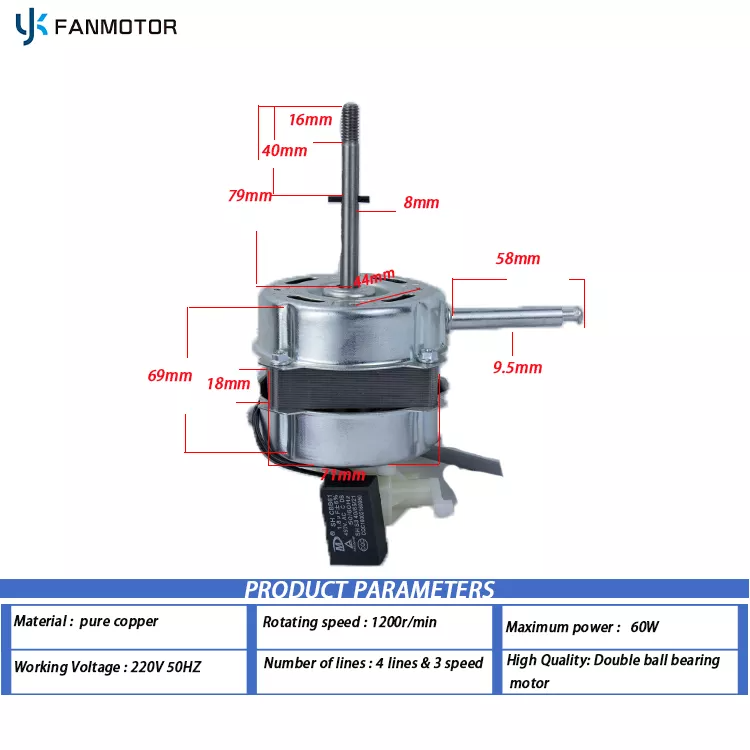 YK FANMOTOR
16mm
40mm
79mm
8mm
44mm
58mm
9.5mm
69mm
18mm
71mm
SH CBB61
PRODUCT PARAMETERS
Material : pure copper
Rotating speed : 1200r/min
Maximum power : 60W
Working Voltage : 220V 50HZ
Number of lines : 4 lines & 3 speed
High Quality: Double ball bearing
motor